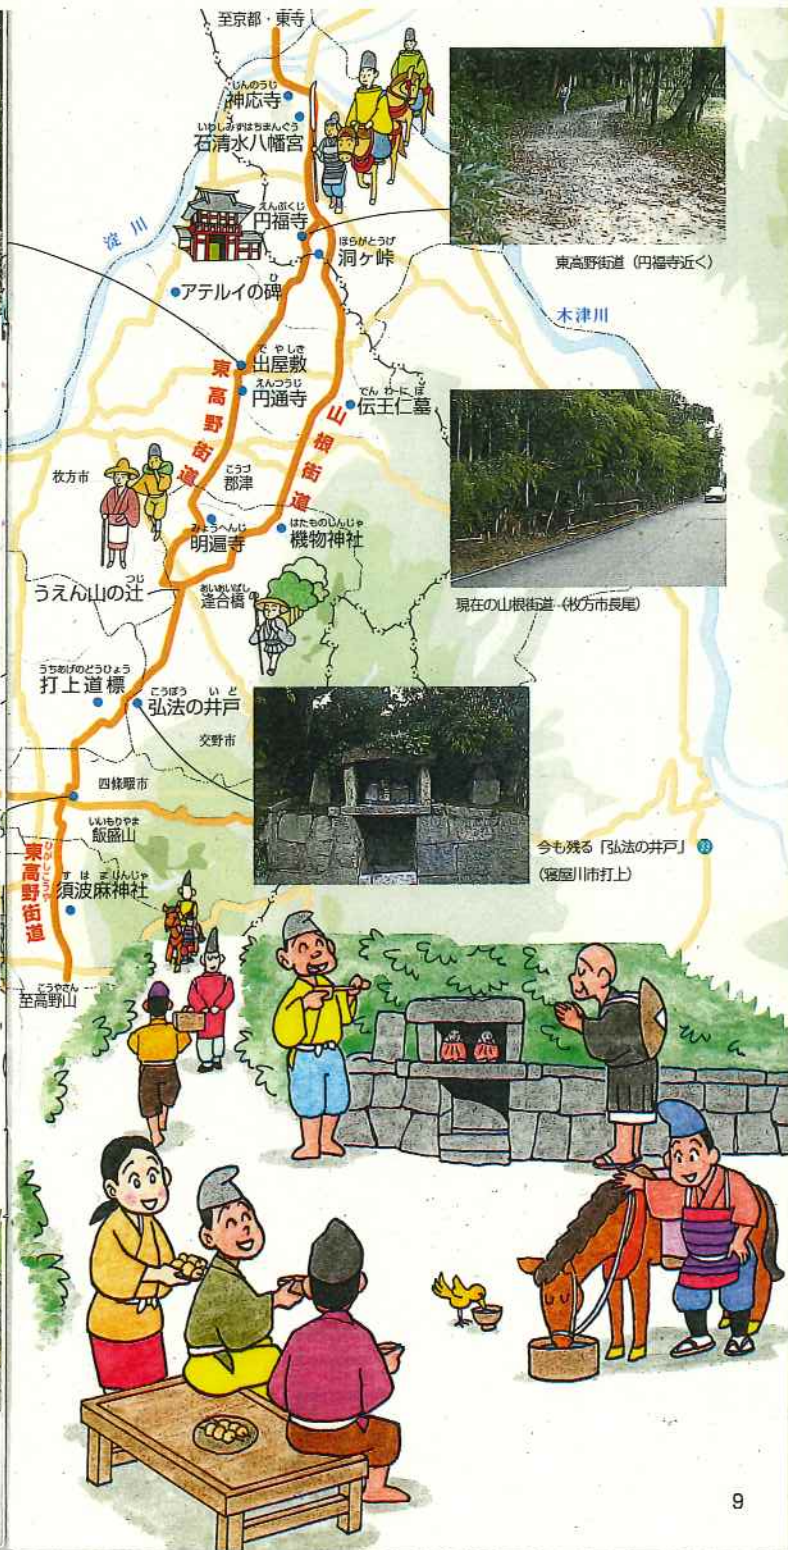 至京都・東寺
じんのうじ
神応寺
いわしみずはちまんぐう
石清水八幡宮
えんぷくじ
円福寺
ほらがとうげ
洞ヶ峠
淀川
東高野街道（円福寺近く）
木津川
ひ
アテルイの碑
でやしき
出屋敷
えんつうじ
円通寺
でんわにぼ
伝王仁墓
東高野街道
山根街道
枚方市
こうづ
郡津
みょうへんじ
明遍寺
はたものじんじゃ
機物神社
つじ
うえん山の辻
あいあいばし
逢合橋
現在の山根街道（枚方市長尾）
うちあげのどうひょう
打上道標
こうぼう いど
弘法の井戸
交野市
四條畷市
いいもりやま
飯盛山
今も残る「弘法の井戸」
（寝屋川市打上）
ひがしこうや
東高野街道
すはまじんじゃ
須波麻神社
こうやさん
至高野山
9